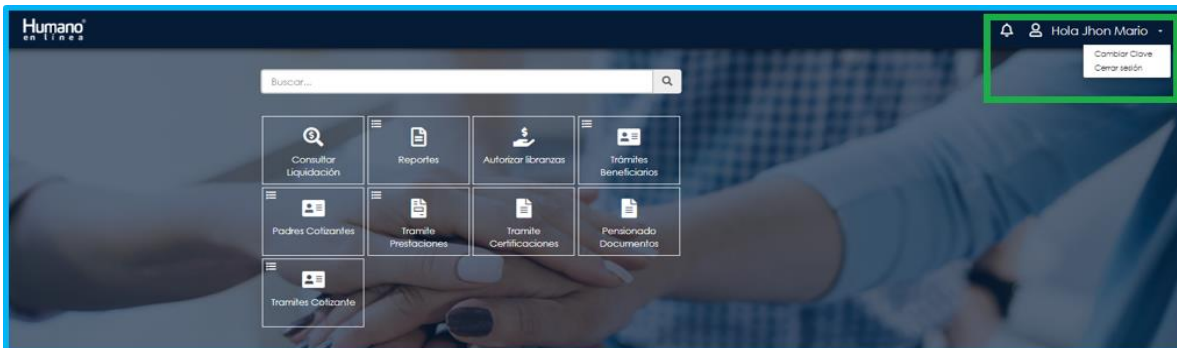 Humano®
en línea
Hola Jhon Mario
Cambiar Clave
Cerrar sesión
Buscar...
Consultar
Liquidación
Reportes
Autorizar libranzas
Trámites
Beneficiarios
Padres Cotizantes
Tramite
Prestaciones
Tramite
Certificaciones
Pensionado
Documentos
Tramites Cotizante